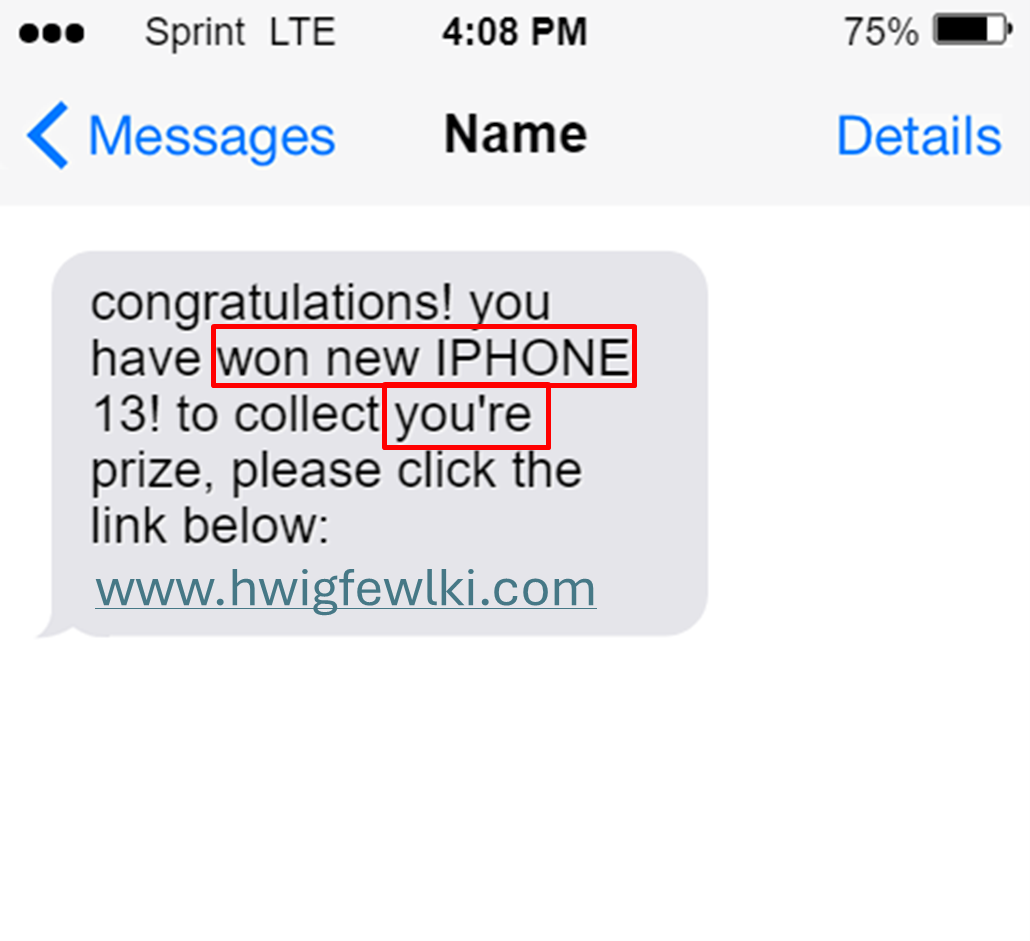 Sprint LTE 4:08 PM 75%
Messages Name Details
congratulations! you
have won new IPHONE
13! to collect you're
prize, please click the
link below:
www.hwigfewlki.com